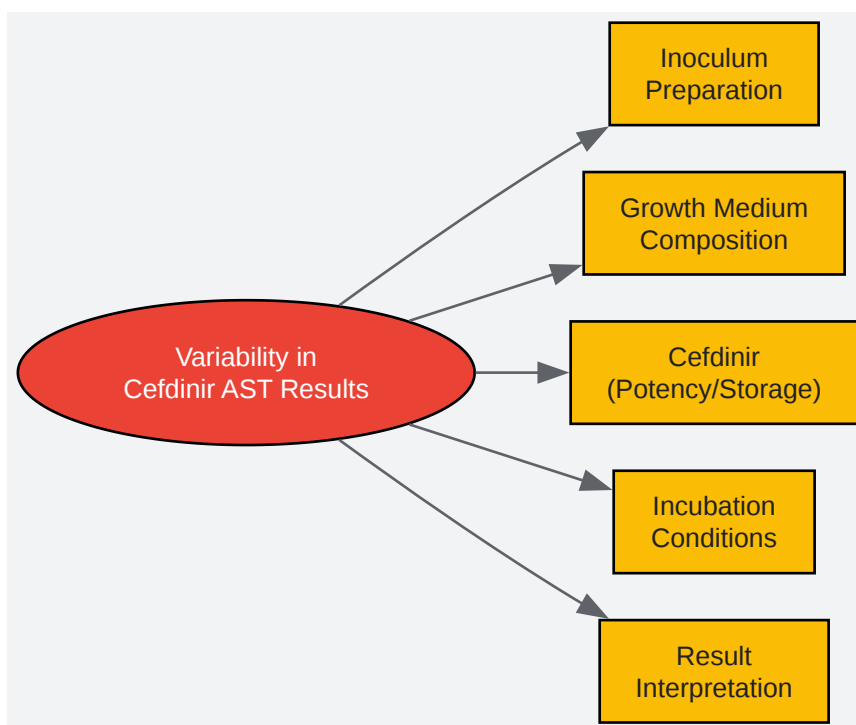 Inoculum
Preparation
Growth Medium
Composition
Variability in
Cefdinir AST Results
Cefdinir
(Potency/Storage)
Incubation
Conditions
Result
Interpretation